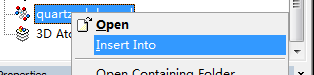 quartz
Open
3D Ato
Insert Into
Properties
Open Containing Folder